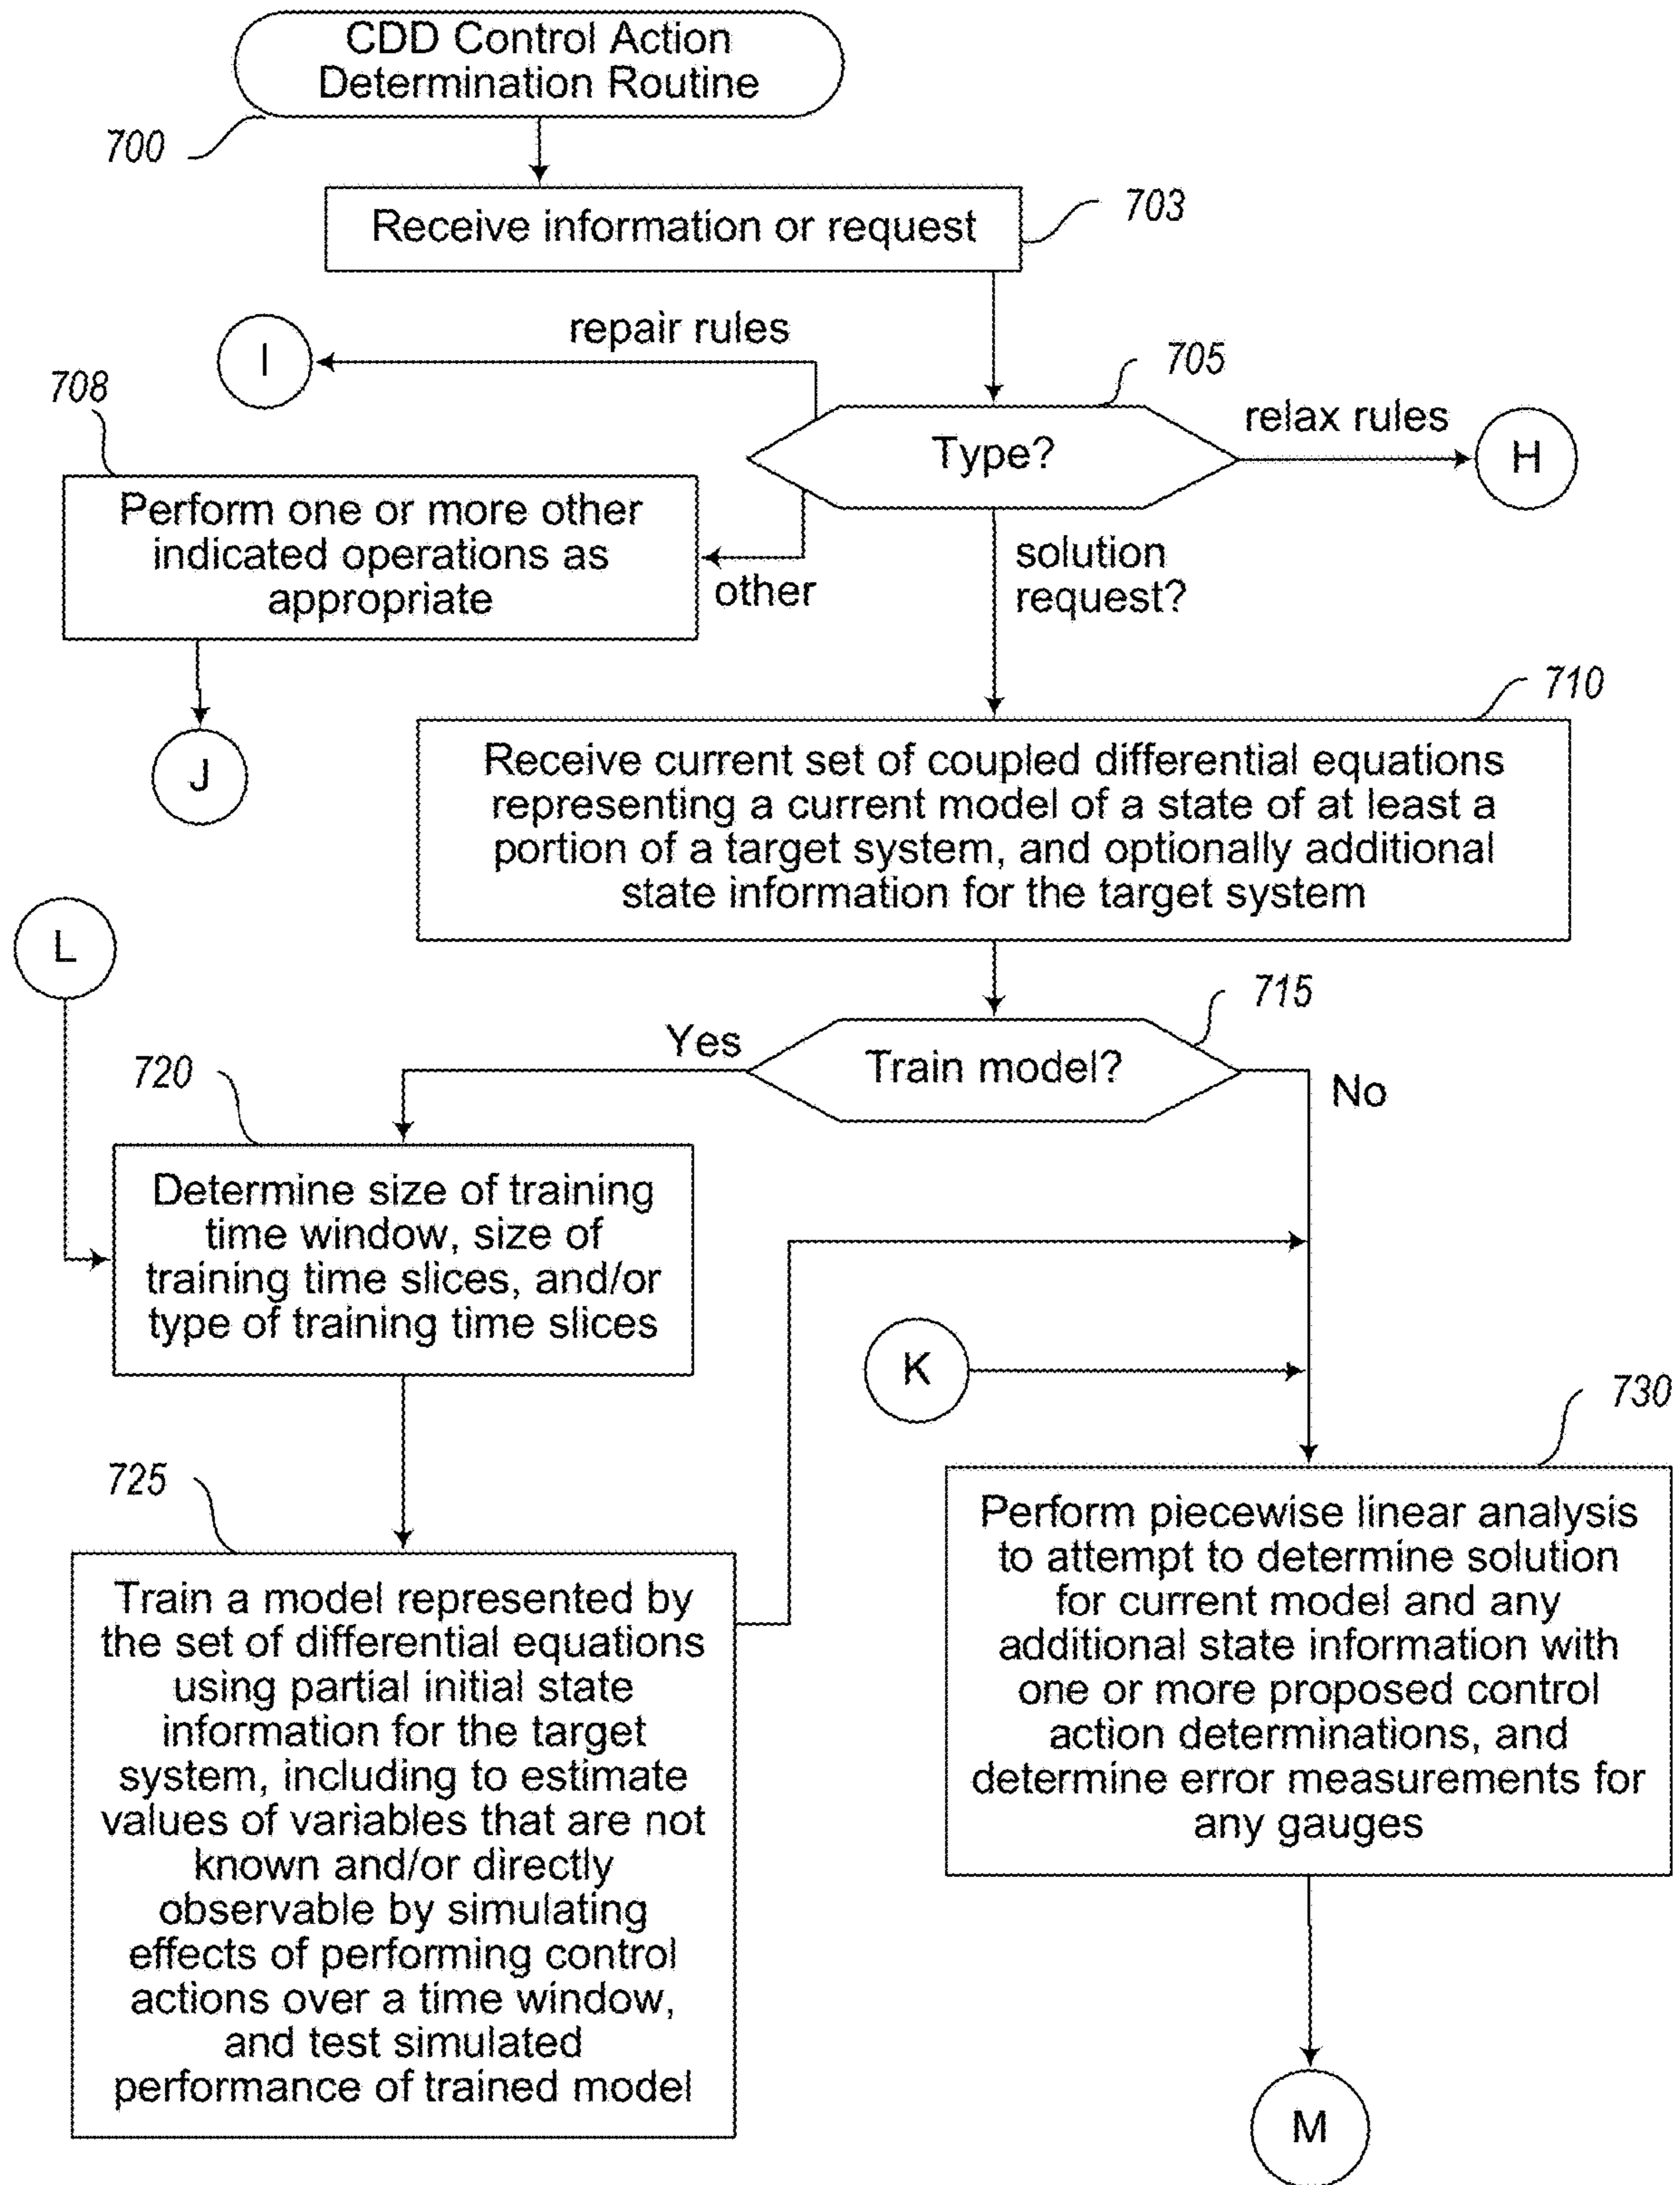 CDD Control Action
Determination Routine
700
Receive information or request
703
repair rules
I
705
Type?
relax rules
H
708
Perform one or more other
indicated operations as
appropriate
other
solution
request?
J
710
Receive current set of coupled differential equations
representing a current model of a state of at least a
portion of a target system, and optionally additional
state information for the target system
L
715
Train model?
Yes
No
720
Determine size of training
time window, size of
training time slices, and/or
type of training time slices
K
725
Train a model represented by
the set of differential equations
using partial initial state
information for the target
system, including to estimate
values of variables that are not
known and/or directly
observable by simulating
effects of performing control
actions over a time window,
and test simulated
performance of trained model
730
Perform piecewise linear analysis
to attempt to determine solution
for current model and any
additional state information with
one or more proposed control
action determinations, and
determine error measurements for
any gauges
M